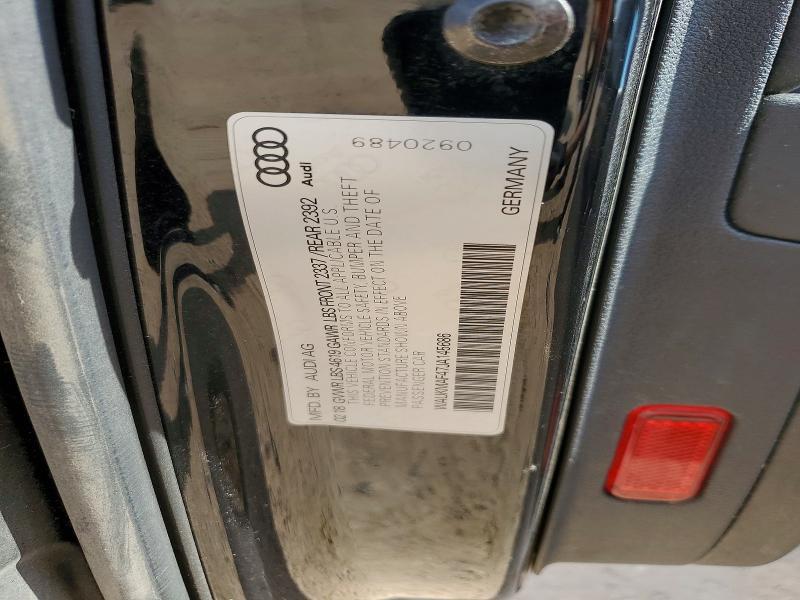 MFD. BY AUDI AG
02/18 GVWR LBS 4619 GAWR LBS FRONT 2337 / REAR 2392
THIS VEHICLE CONFORMS TO ALL APPLICABLE U.S.
FEDERAL MOTOR VEHICLE SAFETY, BUMPER AND THEFT
PREVENTION STANDARDS IN EFFECT ON THE DATE OF
MANUFACTURE SHOWN ABOVE
PASSENGER CAR
WAUKMAF47JA145686
Audi
0920489
GERMANY